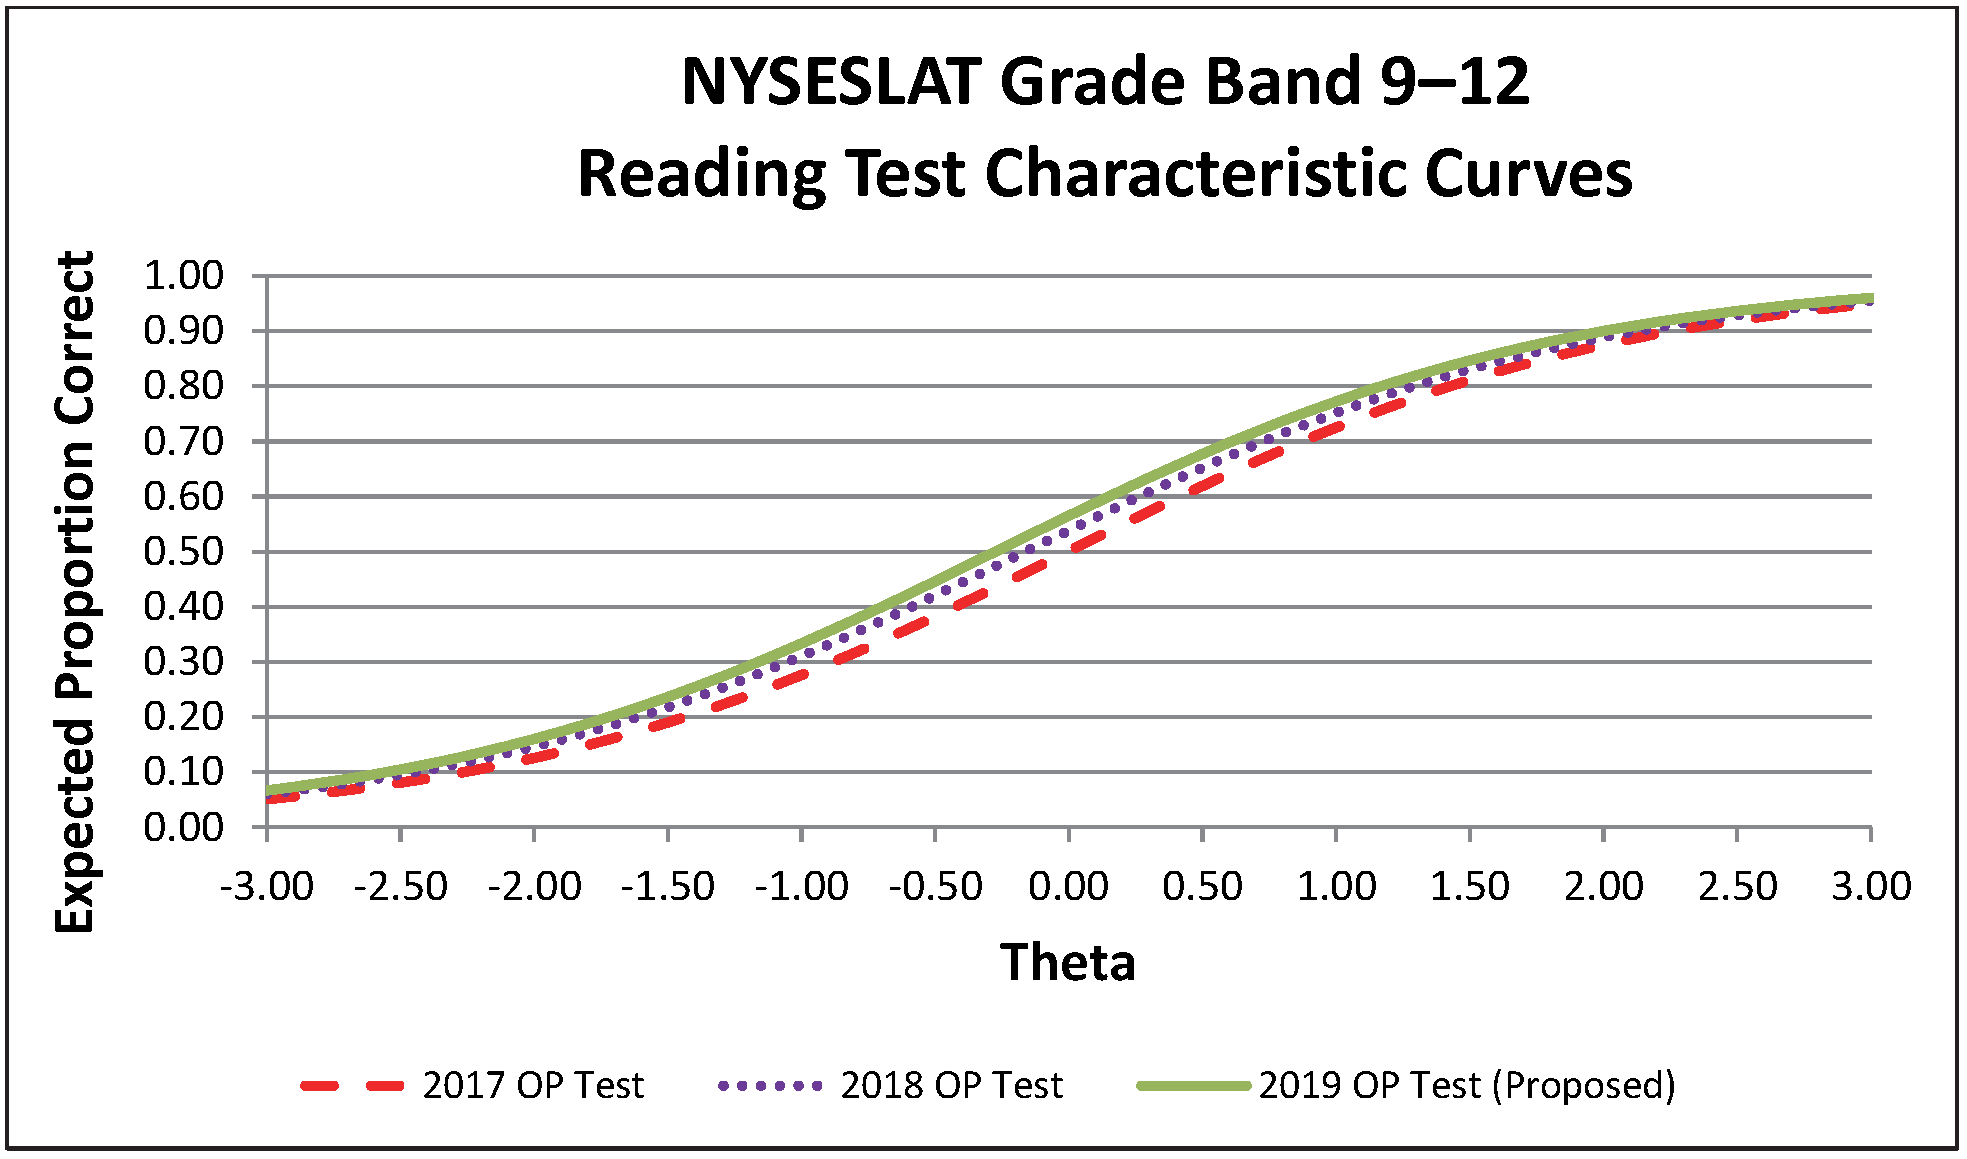 NYSESLAT Grade Band 9–12
Reading Test Characteristic Curves
Expected Proportion Correct
1.00
0.90
0.80
0.70
0.60
0.50
0.40
0.30
0.20
0.10
0.00
-3.00 -2.50 -2.00 -1.50 -1.00 -0.50 0.00 0.50 1.00 1.50 2.00 2.50 3.00
Theta
2017 OP Test 2018 OP Test 2019 OP Test (Proposed)